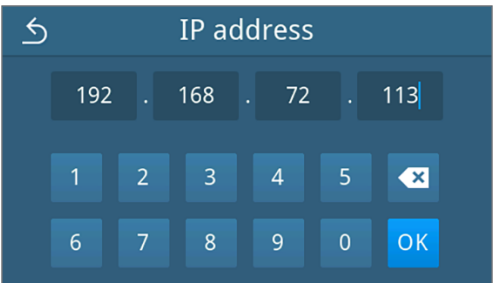 IP address
192 . 168 . 72 . 113
1 2 3 4 5
6 7 8 9 0 OK